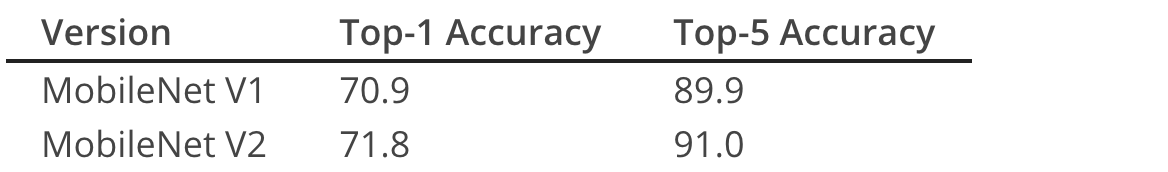 Version Top-1 Accuracy Top-5 Accuracy
MobileNet V1 70.9 89.9
MobileNet V2 71.8 91.0